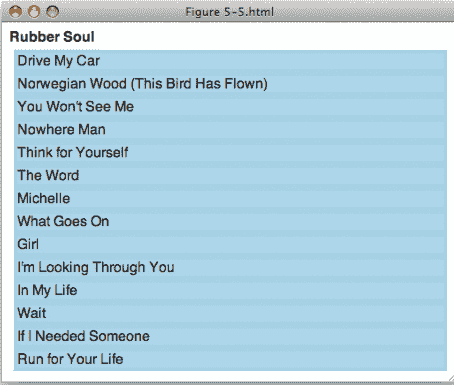 Figure 5-5.html
Rubber Soul
Drive My Car
Norwegian Wood (This Bird Has Flown)
You Won't See Me
Nowhere Man
Think for Yourself
The Word
Michelle
What Goes On
Girl
I'm Looking Through You
In My Life
Wait
If I Needed Someone
Run for Your Life